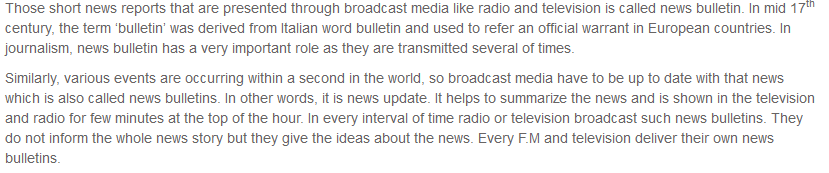 Those short news reports that are presented through broadcast media like radio and television is called news bulletin. In mid 17th
century, the term ‘bulletin’ was derived from Italian word bulletin and used to refer an official warrant in European countries. In
journalism, news bulletin has a very important role as they are transmitted several of times.
Similarly, various events are occurring within a second in the world, so broadcast media have to be up to date with that news
which is also called news bulletins. In other words, it is news update. It helps to summarize the news and is shown in the television
and radio for few minutes at the top of the hour. In every interval of time radio or television broadcast such news bulletins. They
do not inform the whole news story but they give the ideas about the news. Every F.M and television deliver their own news
bulletins.